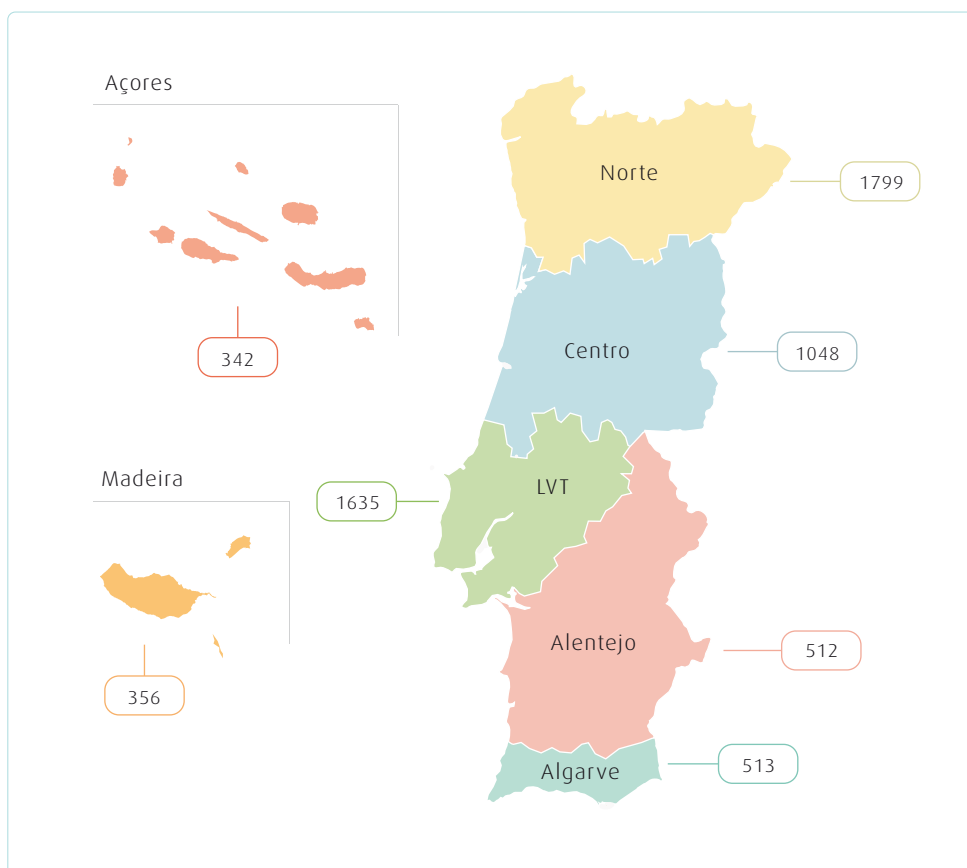 Açores
Norte
1799
Centro
1048
342
Madeira
LVT
1635
Alentejo
512
356
Algarve
513